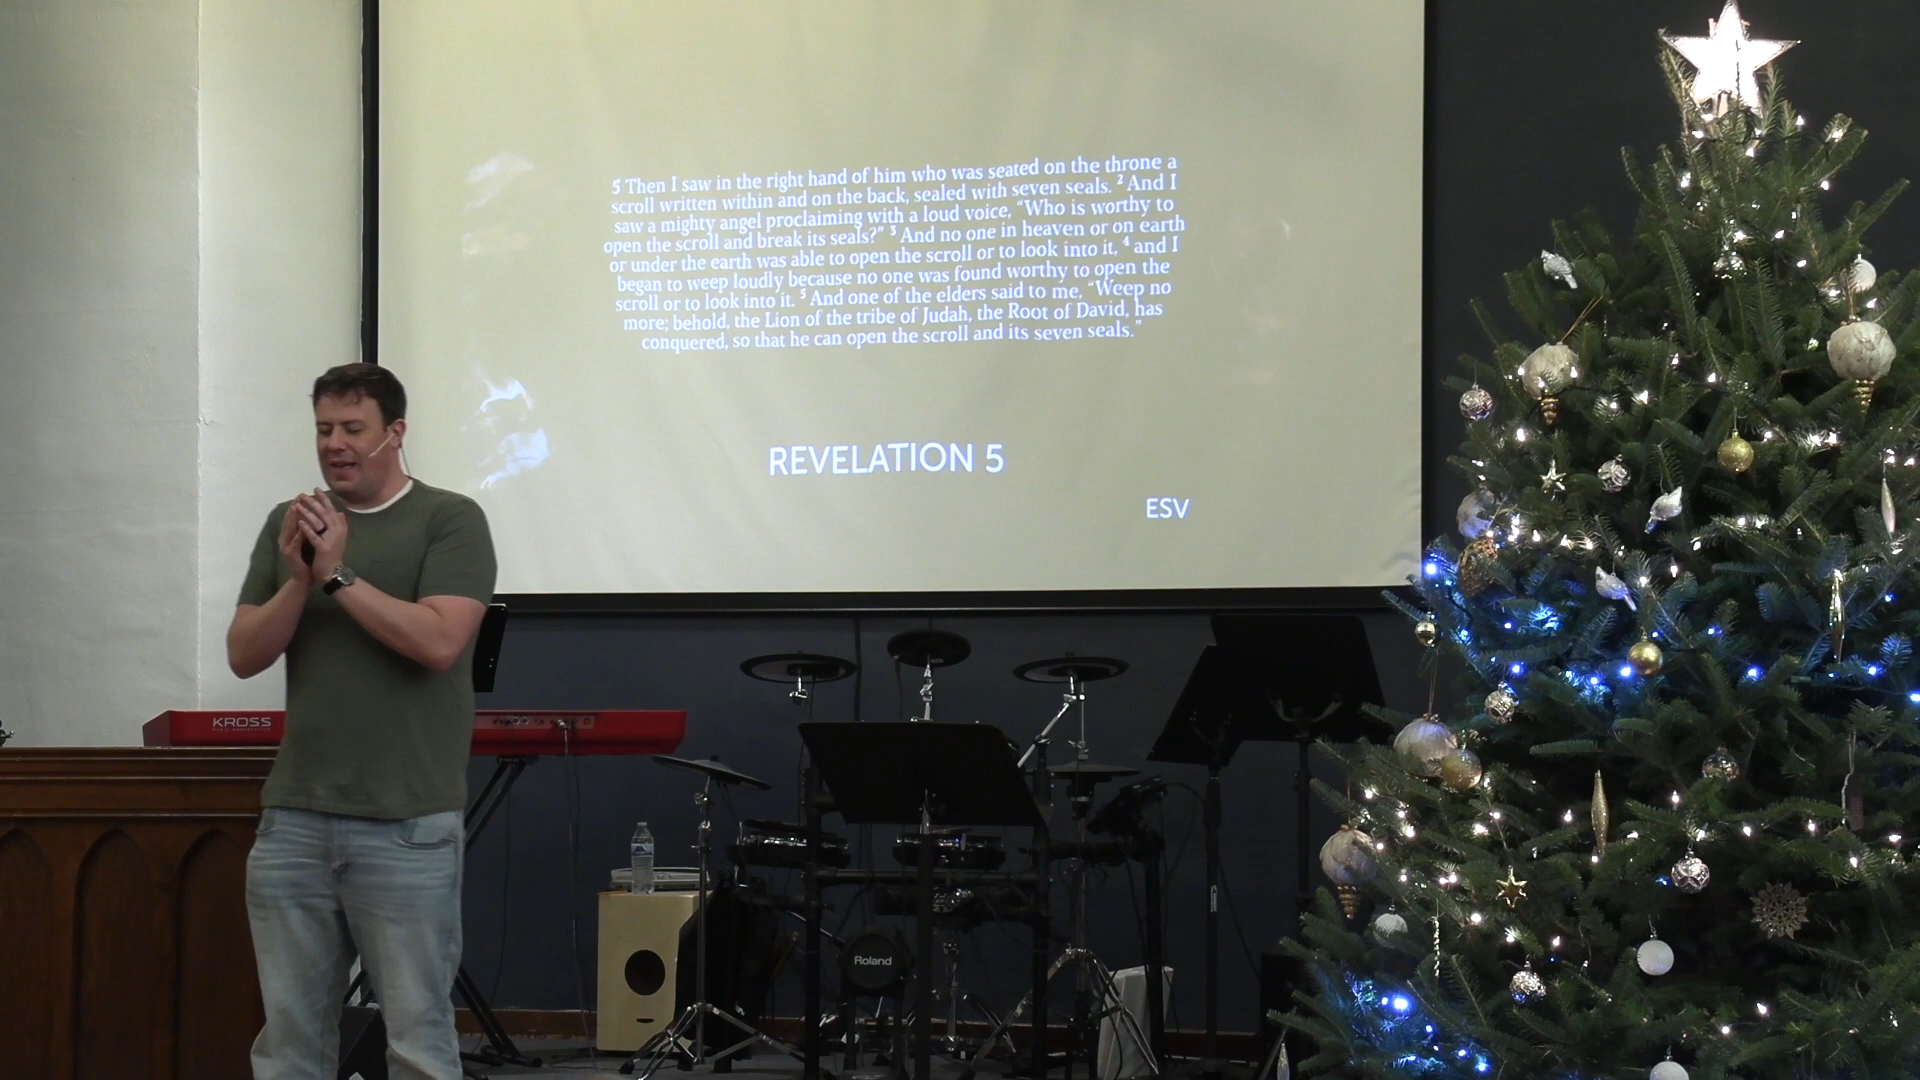 5 Then I saw in the right hand of him who was seated on the throne a
scroll written within and on the back, sealed with seven seals. ² And I
saw a mighty angel proclaiming with a loud voice, “Who is worthy to
open the scroll and break its seals?” ³ And no one in heaven or on earth
or under the earth was able to open the scroll or to look into it, ⁴ and I
began to weep loudly because no one was found worthy to open the
scroll or to look into it. ⁵ And one of the elders said to me, “Weep no
more; behold, the Lion of the tribe of Judah, the Root of David, has
conquered, so that he can open the scroll and its seven seals.”
REVELATION 5
ESV
KROSS
Roland